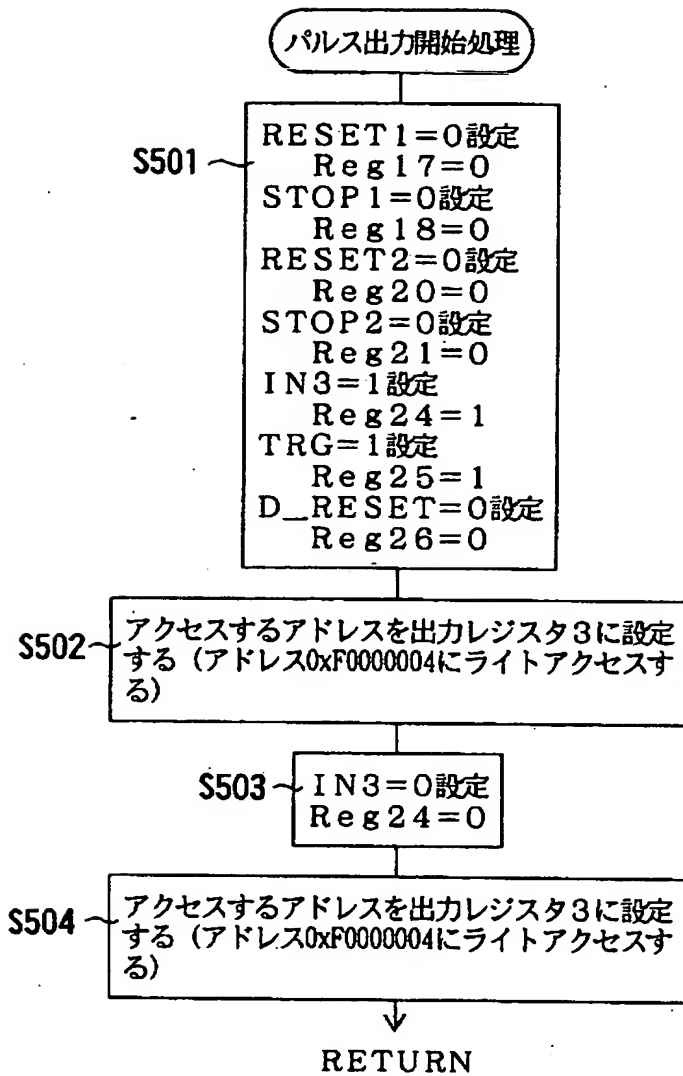 パルス出力開始処理
S501
RESET1=0設定
Reg17=0
STOP1=0設定
Reg18=0
RESET2=0設定
Reg20=0
STOP2=0設定
Reg21=0
IN3=1設定
Reg24=1
TRG=1設定
Reg25=1
D_RESET=0設定
Reg26=0
S502
アクセスするアドレスを出力レジスタ3に設定
する(アドレス0xF0000004にライトアクセスす
る)
S503
IN3=0設定
Reg24=0
S504
アクセスするアドレスを出力レジスタ3に設定
する(アドレス0xF0000004にライトアクセスす
る)
RETURN